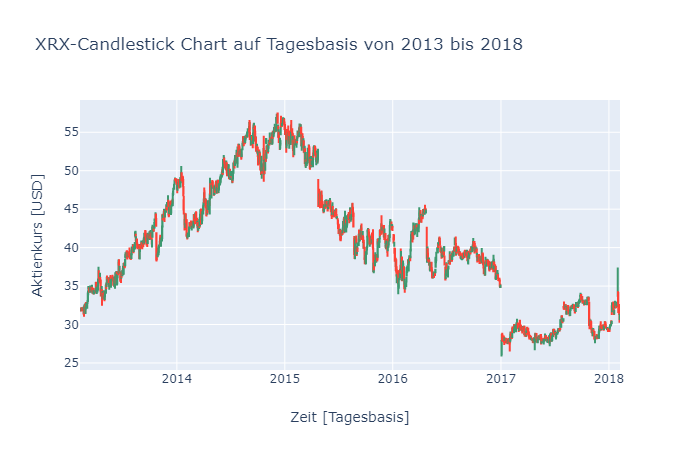 XRX-Candlestick Chart auf Tagesbasis von 2013 bis 2018
55
50
45
40
35
30
25
Aktienkurs [USD]
2014 2015 2016 2017 2018
Zeit [Tagesbasis]